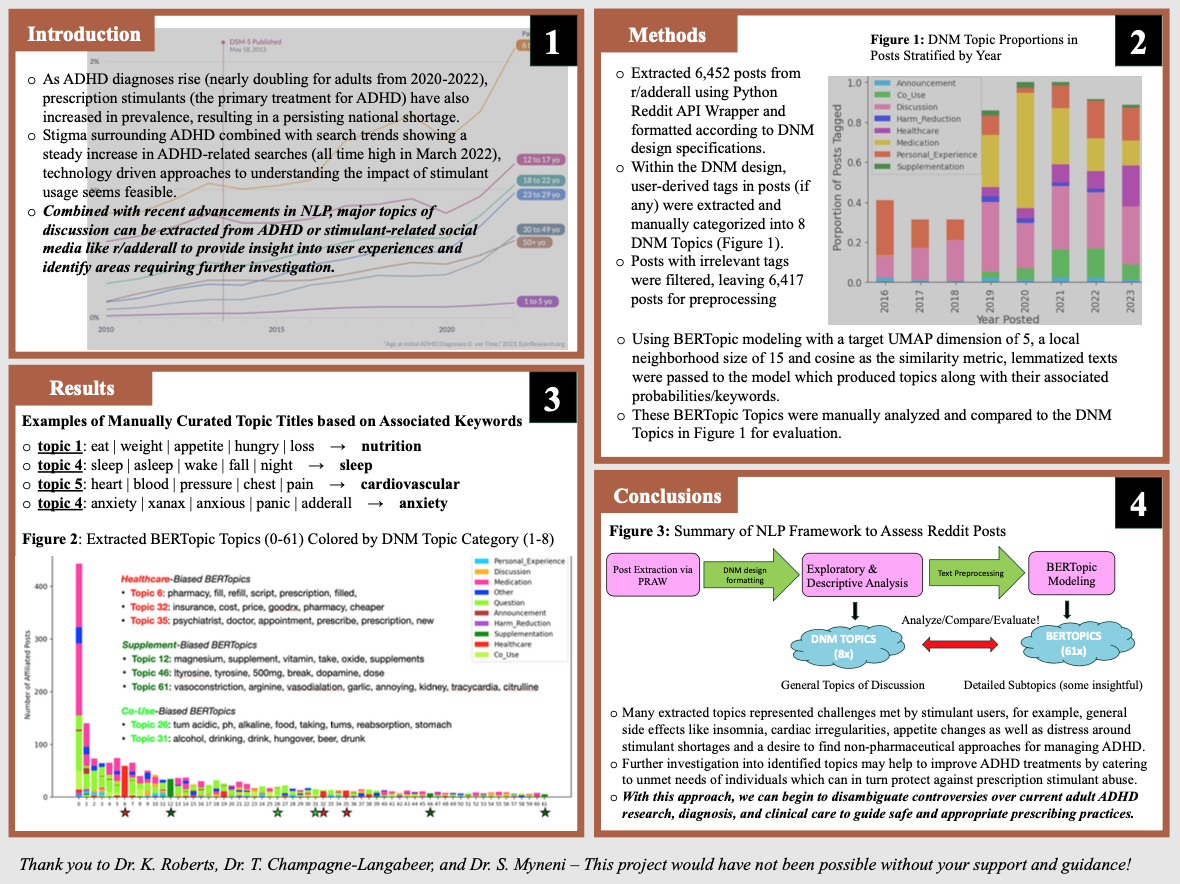 Introduction
1
DSM-5 Published
May 18, 2013
2%
o As ADHD diagnoses rise (nearly doubling for adults from 2020-2022),
prescription stimulants (the primary treatment for ADHD) have also
increased in prevalence, resulting in a persisting national shortage.
o Stigma surrounding ADHD combined with search trends showing a
steady increase in ADHD-related searches (all time high in March 2022),
technology driven approaches to understanding the impact of stimulant
usage seems feasible.
o Combined with recent advancements in NLP, major topics of
discussion can be extracted from ADHD or stimulant-related social
media like r/adderall to provide insight into user experiences and
identify areas requiring further investigation.
12 to 17 yo
18 to 22 yo
23 to 29 yo
30 to 49 yo
50+ yo
1 to 5 yo
0%
2010
2015
2020
"Age at Initial ADHD Diagnoses Over Time," 2023. EpicResearch.org
Methods
2
Figure 1: DNM Topic Proportions in
Posts Stratified by Year
o Extracted 6,452 posts from
r/adderall using Python
Reddit API Wrapper and
formatted according to DNM
design specifications.
o Within the DNM design,
user-derived tags in posts (if
any) were extracted and
manually categorized into 8
DNM Topics (Figure 1).
o Posts with irrelevant tags
were filtered, leaving 6,417
posts for preprocessing
Porportion of Posts Tagged
1.0
0.8
0.6
0.4
0.2
0.0
Announcement
Co_Use
Discussion
Harm_Reduction
Healthcare
Medication
Personal_Experience
Supplementation
2016
2017
2018
2019
2020
2021
2022
2023
Year Posted
o Using BERTopic modeling with a target UMAP dimension of 5, a local
neighborhood size of 15 and cosine as the similarity metric, lemmatized texts
were passed to the model which produced topics along with their associated
probabilities/keywords.
o These BERTopic Topics were manually analyzed and compared to the DNM
Topics in Figure 1 for evaluation.
Results
3
Examples of Manually Curated Topic Titles based on Associated Keywords
o topic 1: eat | weight | appetite | hungry | loss → nutrition
o topic 4: sleep | asleep | wake | fall | night → sleep
o topic 5: heart | blood | pressure | chest | pain → cardiovascular
o topic 4: anxiety | xanax | anxious | panic | adderall → anxiety
Figure 2: Extracted BERTopic Topics (0-61) Colored by DNM Topic Category (1-8)
Number of Affiliated Posts
400
300
200
100
0
Healthcare-Biased BERTopics
• Topic 6: pharmacy, fill, refill, script, prescription, filled,
• Topic 32: insurance, cost, price, goodrx, pharmacy, cheaper
• Topic 35: psychiatrist, doctor, appointment, prescribe, prescription, new
Supplement-Biased BERTopics
• Topic 12: magnesium, supplement, vitamin, take, oxide, supplements
• Topic 46: ltyrosine, tyrosine, 500mg, break, dopamine, dose
• Topic 61: vasoconstriction, arginine, vasodialation, garlic, annoying, kidney, tracycardia, citrulline
Co-Use-Biased BERTopics
• Topic 26: tum acidic, ph, alkaline, food, taking, tums, reabsorption, stomach
• Topic 31: alcohol, drinking, drink, hungover, beer, drunk
Personal_Experience
Discussion
Medication
Other
Question
Announcement
Harm_Reduction
Supplementation
Healthcare
Co_Use
0 1 2 3 4 5 6 7 8 9 10 11 12 13 14 15 16 17 18 19 20 21 22 23 24 25 26 27 28 29 30 31 32 33 34 35 36 37 38 39 40 41 42 43 44 45 46 47 48 49 50 51 52 53 54 55 56 57 58 59 60 61
Conclusions
4
Figure 3: Summary of NLP Framework to Assess Reddit Posts
Post Extraction via
PRAW
DNM design
formatting
Exploratory &
Descriptive Analysis
Text Preprocessing
BERTopic
Modeling
Analyze/Compare/Evaluate!
DNM TOPICS
(8x)
BERTOPICS
(61x)
General Topics of Discussion
Detailed Subtopics (some insightful)
o Many extracted topics represented challenges met by stimulant users, for example, general
side effects like insomnia, cardiac irregularities, appetite changes as well as distress around
stimulant shortages and a desire to find non-pharmaceutical approaches for managing ADHD.
o Further investigation into identified topics may help to improve ADHD treatments by catering
to unmet needs of individuals which can in turn protect against prescription stimulant abuse.
o With this approach, we can begin to disambiguate controversies over current adult ADHD
research, diagnosis, and clinical care to guide safe and appropriate prescribing practices.
Thank you to Dr. K. Roberts, Dr. T. Champagne-Langabeer, and Dr. S. Myneni – This project would have not been possible without your support and guidance!